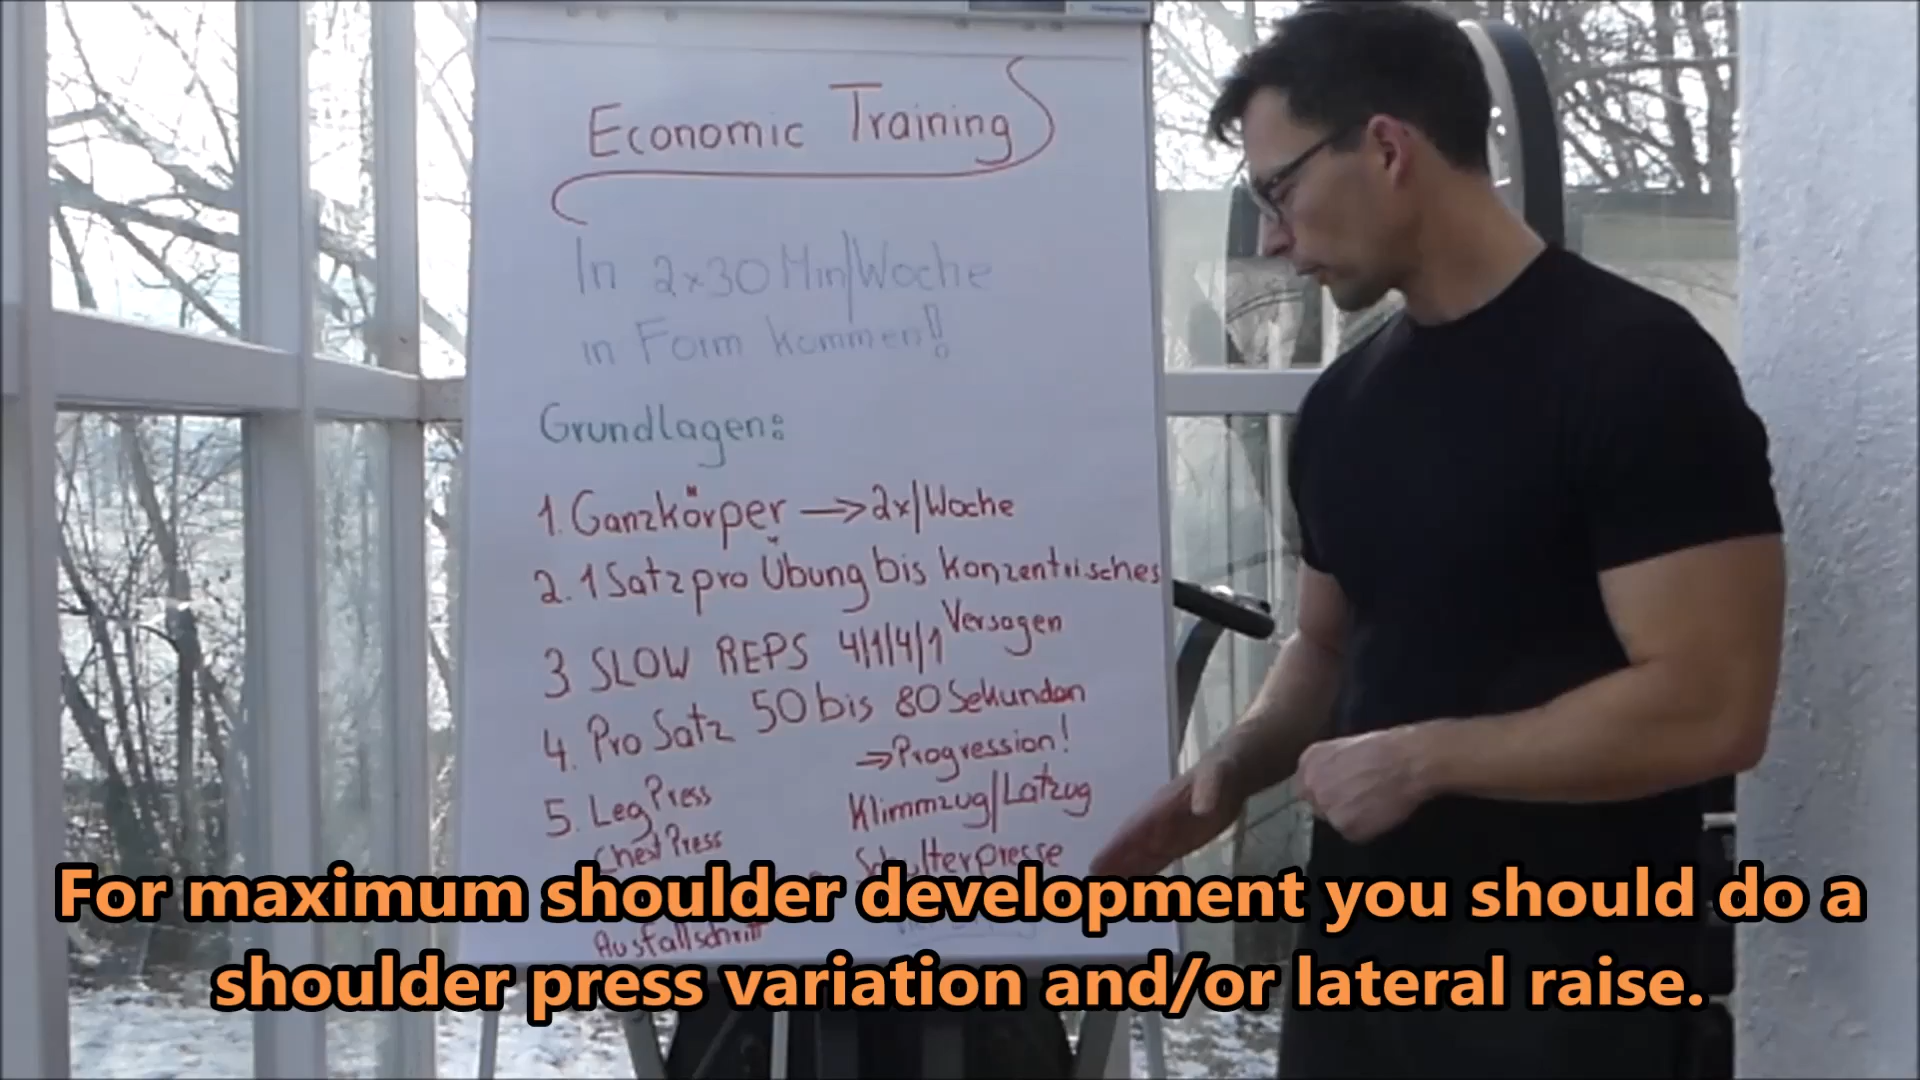 Economic Training
In 2x30 Min/Woche
in Form kommen!!
Grundlagen:
1. Ganzkörper → 2x/Woche
2. 1 Satz pro Übung bis konzentrisches
Versagen
3 SLOW REPS 4/1/4/1
4. Pro Satz 50 bis 80 Sekunden
→ Progression!
5. Leg Press
Klimmzug/Latzug
Chest Press
Schulterpresse
Ausfallschritt
For maximum shoulder development you should do a
shoulder press variation and/or lateral raise.